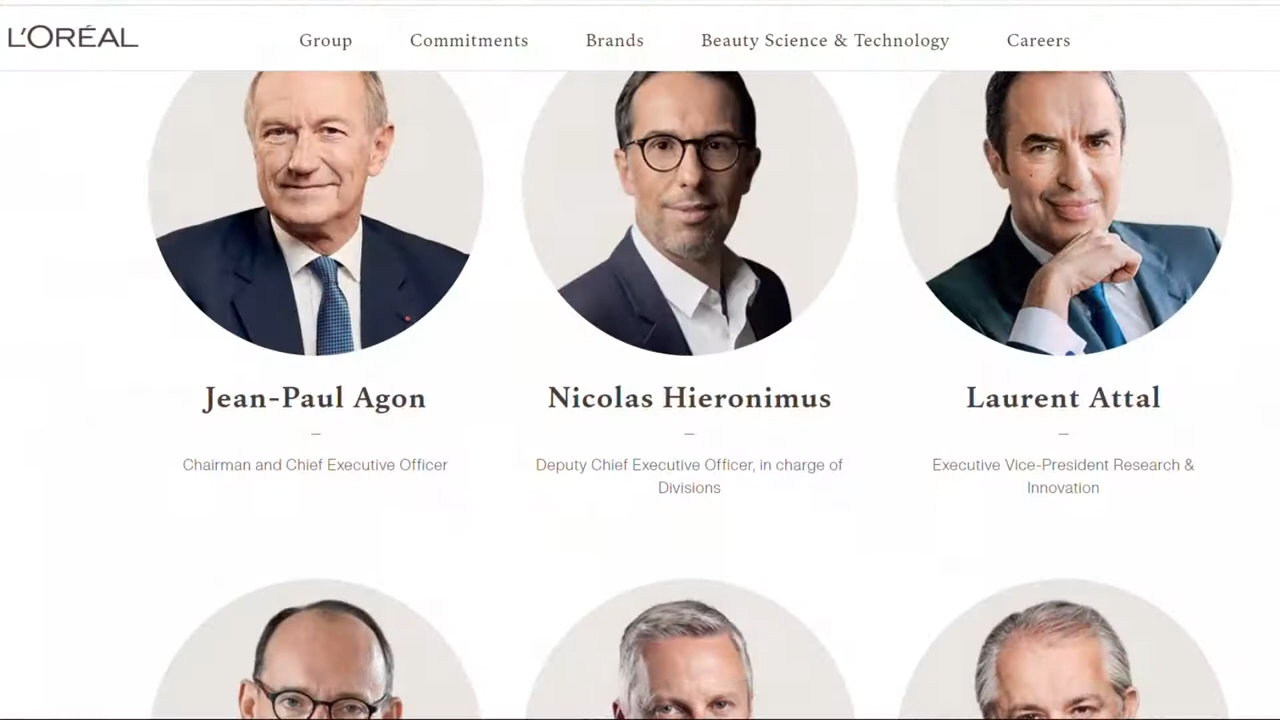 L'ORÉAL
Group
Commitments
Brands
Beauty Science & Technology
Careers
Jean-Paul Agon
–
Chairman and Chief Executive Officer
Nicolas Hieronimus
–
Deputy Chief Executive Officer, in charge of
Divisions
Laurent Attal
–
Executive Vice-President Research &
Innovation